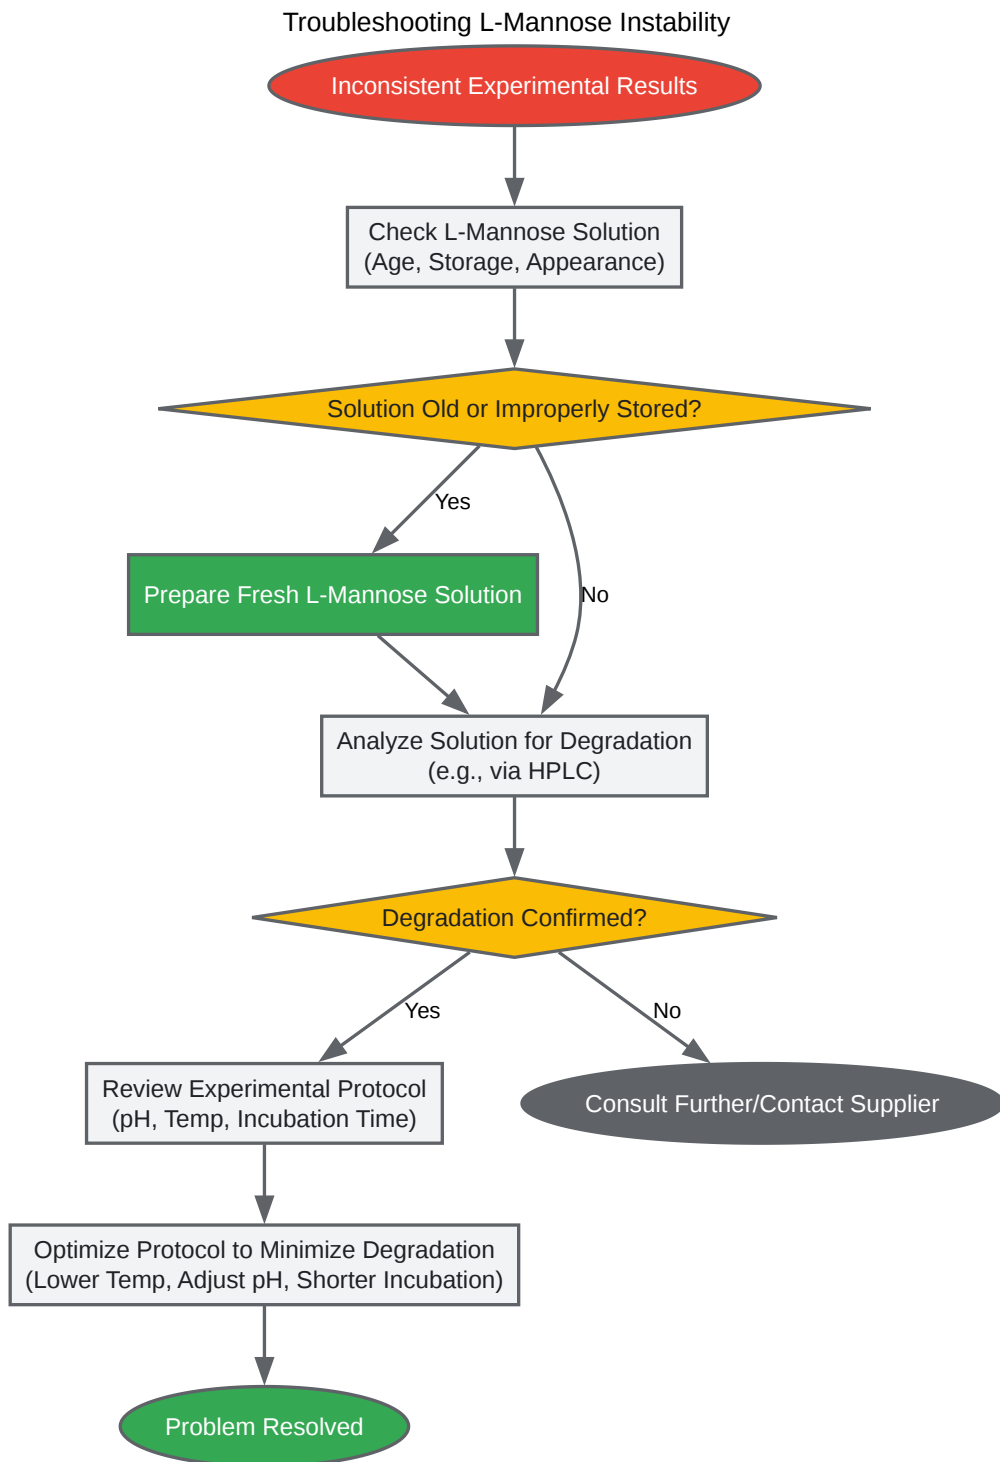 Troubleshooting L-Mannose Instability
Inconsistent Experimental Results
Check L-Mannose Solution
(Age, Storage, Appearance)
Solution Old or Improperly Stored?
Yes
Prepare Fresh L-Mannose Solution
No
Analyze Solution for Degradation
(e.g., via HPLC)
Degradation Confirmed?
Yes
No
Review Experimental Protocol
(pH, Temp, Incubation Time)
Consult Further/Contact Supplier
Optimize Protocol to Minimize Degradation
(Lower Temp, Adjust pH, Shorter Incubation)
Problem Resolved